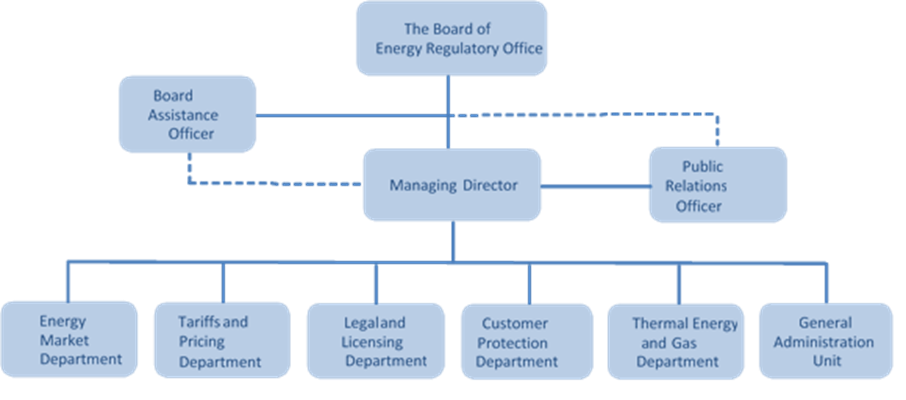 The Board of
Energy Regulatory Office
Board
Assistance
Officer
Managing Director
Public
Relations
Officer
Energy
Market
Department
Tariffs and
Pricing
Department
Legal and
Licensing
Department
Customer
Protection
Department
Thermal Energy
and Gas
Department
General
Administration
Unit